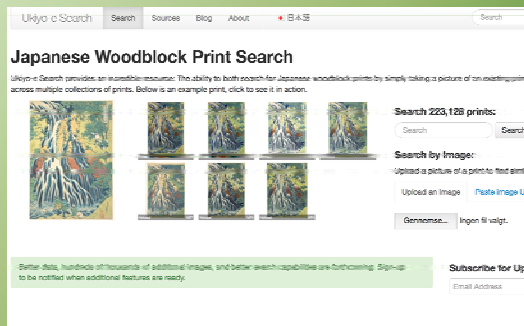 Ukiyo-e Search
Search
Sources
Blog
About
日本語
Search
Japanese Woodblock Print Search
Ukiyo-e Search provides an incredible resource: The ability to both search for Japanese woodblock prints by simply taking a picture of an existing
across multiple collections of prints. Below is an example print, click to see it in action.
Search 223,128 prints:
Search
Search
Search by Image:
Upload a picture of a print to find
Upload an Image
Paste Image
Gennemse... Ingen fil valgt.
Better data, hundreds of thousands of additional images, and better search capabilities are forthcoming. Sign-up
to be notified when additional features are ready.
Subscribe for
Email Address